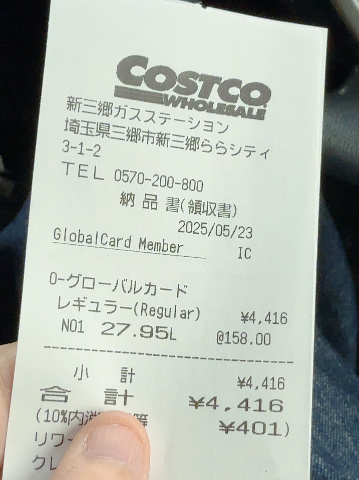 COSTCO
WHOLESALE
新三郷ガスステーション
埼玉県三郷市新三郷ららシティ
3-1-2
TEL 0570-200-800
納品書(領収書)
2025/05/23
GlobalCard Member IC
0-グローバルカード
レギュラー(Regular) ¥4,416
NO1 27.95L @158.00
小計 ¥4,416
合計 ¥4,416
(10%内消 等 ¥401)
リワ
クレ